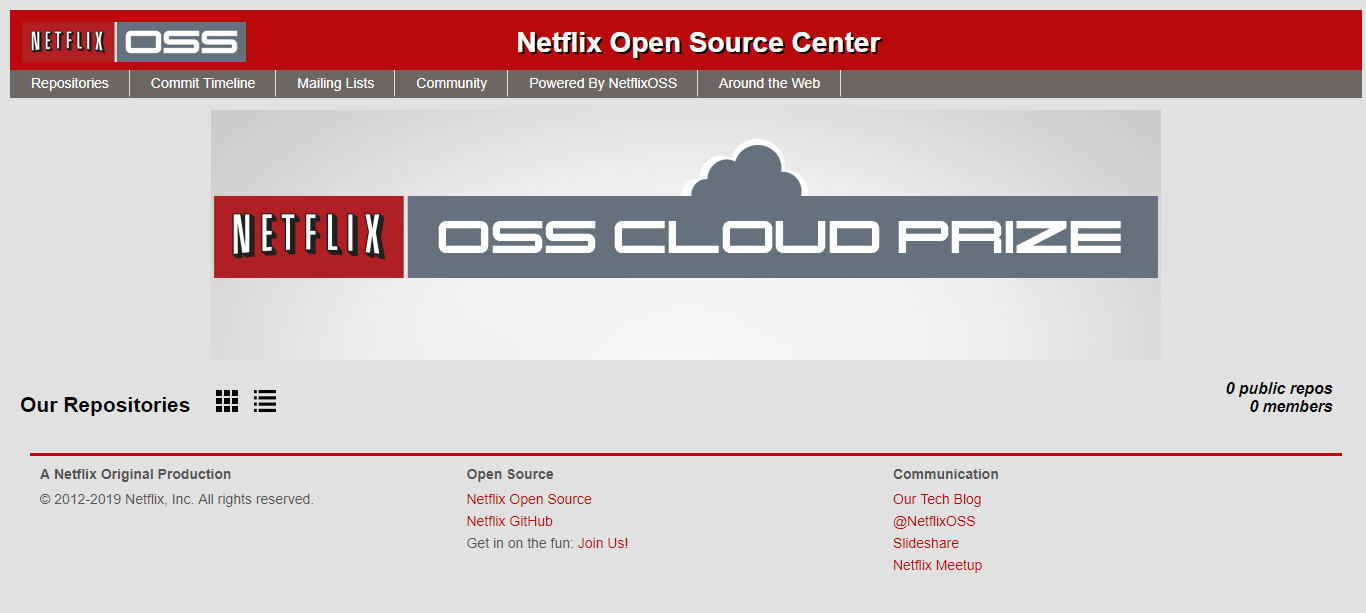 NETFLIX OSS
Netflix Open Source Center
Repositories Commit Timeline Mailing Lists Community Powered By NetflixOSS Around the Web
NETFLIX OSS CLOUD PRIZE
Our Repositories
0 public repos
0 members
A Netflix Original Production
© 2012-2019 Netflix, Inc. All rights reserved.
Open Source
Netflix Open Source
Netflix GitHub
Get in on the fun: Join Us!
Communication
Our Tech Blog
@NetflixOSS
Slideshare
Netflix Meetup